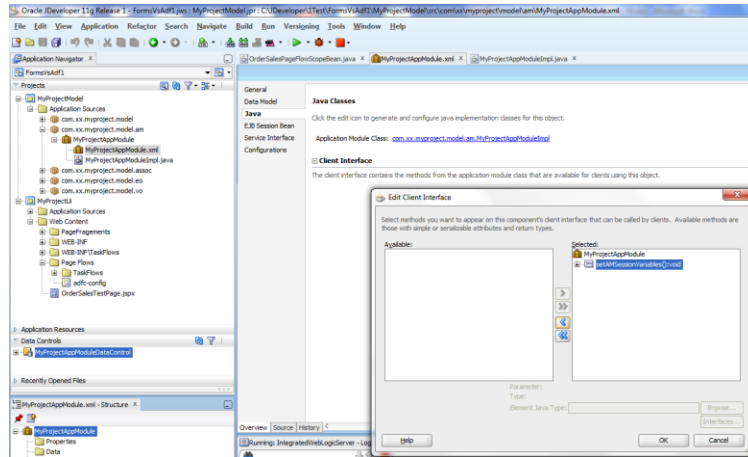 Oracle JDeveloper 11g Release 1 - FormsVsAdf1.jws : MyProjectModel.jpr : C:\JDeveloper\1Test\FormsVsAdf1\MyProjectModel\src\com\xx\myproject\model\am\MyProjectAppModule.xml
File Edit View Application Refactor Search Navigate Build Run Versioning Tools Window Help
Application Navigator
OrderSalesPageFlowScopeBean.java MyProjectAppModule.xml MyProjectAppModuleImpl.java
FormsVsAdf1
Projects
MyProjectModel
Application Sources
com.xx.myproject.model
com.xx.myproject.model.am
MyProjectAppModule
MyProjectAppModule.xml
MyProjectAppModuleImpl.java
com.xx.myproject.model.assoc
com.xx.myproject.model.eo
com.xx.myproject.model.vo
MyProjectUI
Application Sources
Web Content
PageFragements
WEB-INF
WEB-INF\TaskFlows
Page Flows
TaskFlows
adfc-config
OrderSalesTestPage.jspx
Application Resources
Data Controls
MyProjectAppModuleDataControl
Recently Opened Files
MyProjectAppModule.xml - Structure
MyProjectAppModule
Properties
Data
General
Data Model
Java
EJB Session Bean
Service Interface
Configurations
Java Classes
Click the edit icon to generate and configure java implementation classes for this object.
Application Module Class: com.xx.myproject.model.am.MyProjectAppModuleImpl
Client Interface
The client interface contains the methods from the application module class that are available for clients using this object.
Overview Source History
Running: IntegratedWebLogicServer - Log
Edit Client Interface
Select methods you want to appear on this component's client interface that can be called by clients. Available methods are
those with simple or serializable attributes and return types.
Available:
Selected:
MyProjectAppModule
setAMSessionVariables():void
Parameter:
Type:
Element Java Type:
Browse...
Interfaces...
Help OK Cancel